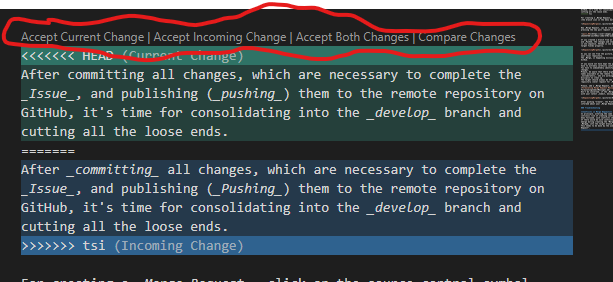 Accept Current Change | Accept Incoming Change | Accept Both Changes | Compare Changes
<<<<<<< HEAD (Current Change)
After committing all changes, which are necessary to complete the
_Issue_, and publishing (_pushing_) them to the remote repository on
GitHub, it's time for consolidating into the _develop_ branch and
cutting all the loose ends.
=======
After _committing_ all changes, which are necessary to complete the
_Issue_, and publishing (_Pushing_) them to the remote repository on
GitHub, it's time for consolidating into the _develop_ branch and
cutting all the loose ends.
>>>>>>> tsi (Incoming Change)
For creating a _Merge Request_ click on the source control symbol